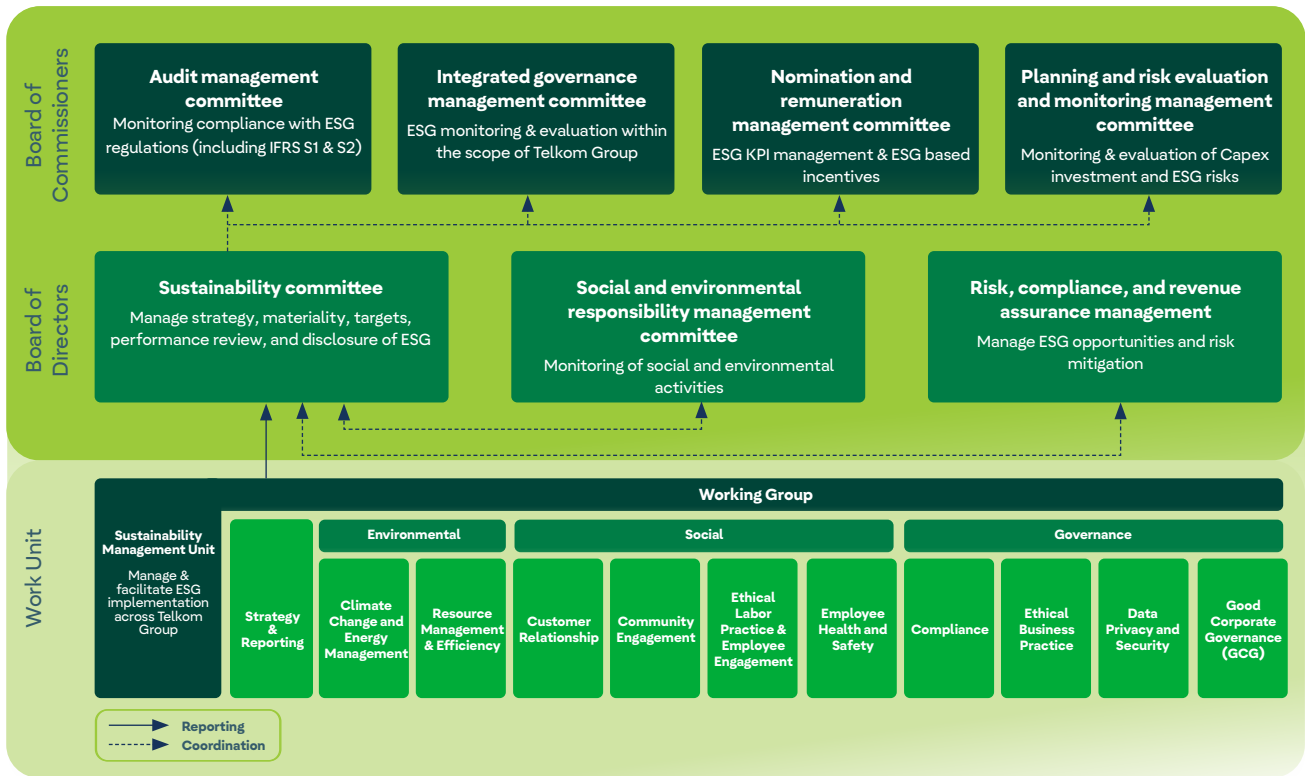 Board of
Commissioners
Audit management
committee
Monitoring compliance with ESG
regulations (including IFRS S1 & S2)
Integrated governance
management committee
ESG monitoring & evaluation within
the scope of Telkom Group
Nomination and
remuneration
management committee
ESG KPI management & ESG based
incentives
Planning and risk evaluation
and monitoring management
committee
Monitoring & evaluation of Capex
investment and ESG risks
Board of
Directors
Sustainability committee
Manage strategy, materiality, targets,
performance review, and disclosure of ESG
Social and environmental
responsibility management
committee
Monitoring of social and environmental
activities
Risk, compliance, and revenue
assurance management
Manage ESG opportunities and risk
mitigation
Work Unit
Working Group
Sustainability
Management Unit
Manage &
facilitate ESG
implementation
across Telkom
Group
Strategy
&
Reporting
Environmental
Climate
Change and
Energy
Management
Resource
Management
& Efficiency
Social
Customer
Relationship
Community
Engagement
Ethical
Labor
Practice &
Employee
Engagement
Employee
Health and
Safety
Governance
Compliance
Ethical
Business
Practice
Data
Privacy and
Security
Good
Corporate
Governance
(GCG)
Reporting
Coordination